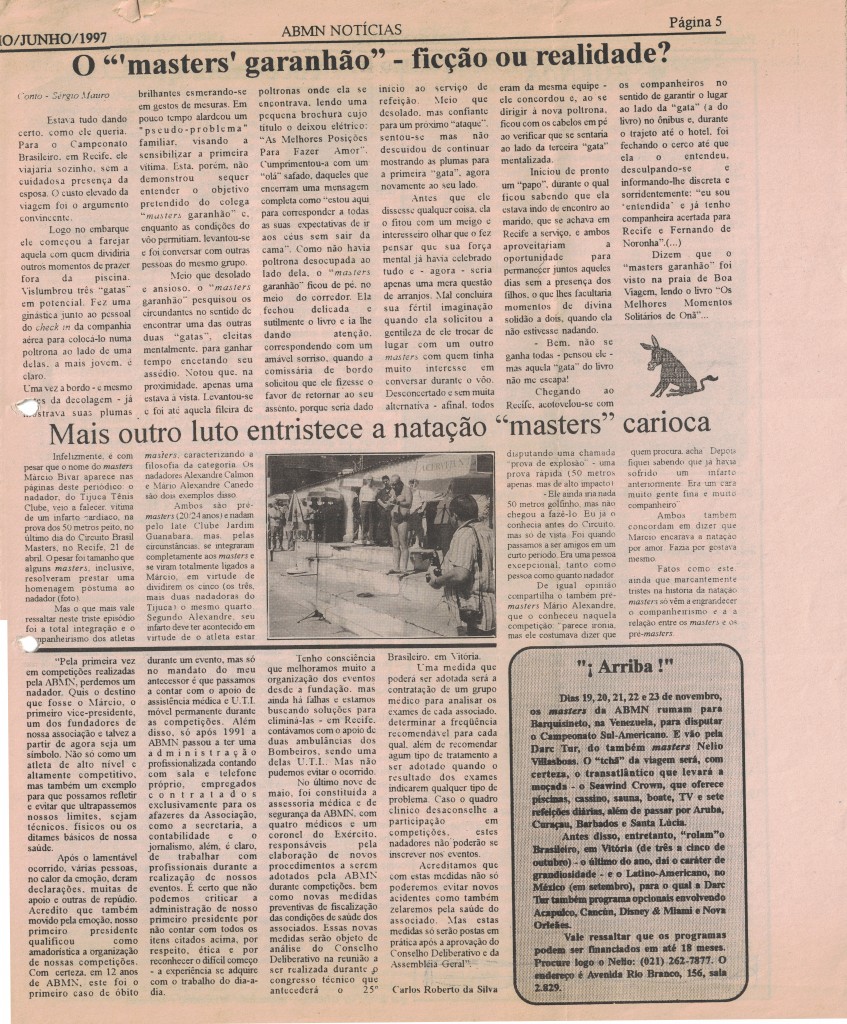 IO/JUNHO/1997
ABMN NOTÍCIAS
Página 5
O "'masters' garanhão" - ficção ou realidade?
Conto - Sérgio Mauro
Estava tudo dando
certo, como ele queria.
Para o Campeonato
Brasileiro, em Recife, ele
viajaria sozinho, sem a
cuidadosa presença da
esposa. O custo elevado da
viagem foi o argumento
convincente.
Logo no embarque
ele começou a farejar
aquela com quem dividiria
outros momentos de prazer
fora da piscina.
Vislumbrou três "gatas"
em potencial. Fez uma
ginástica junto ao pessoal
do check in da companhia
aérea para colocá-lo numa
poltrona ao lado de uma
delas, a mais jovem, é
claro.
Uma vez a bordo - e mesmo
da decolagem - já
mostrava suas plumas
brilhantes esmerando-se
em gestos de mesuras. Em
pouco tempo alardeou um
"pseudo-problema"
familiar, visando a
sensibilizar a primeira
vítima. Esta, porém, não
demonstrou sequer
entender o objetivo
pretendido do colega
"masters garanhão" e,
enquanto as condições do
vôo permitiam, levantou-se
e foi conversar com outras
pessoas do mesmo grupo.
Meio que desolado
e ansioso, o "masters
garanhão" pesquisou os
circundantes no sentido de
encontrar uma das outras
duas "gatas", eleitas
mentalmente, para ganhar
tempo encetando seu
assédio. Notou que, na
proximidade, apenas uma
estava à vista. Levantou-se
e foi até aquela fileira de
poltronas onde ela se
encontrava, lendo uma
pequena brochura cujo
título o deixou elétrico:
"As Melhores Posições
Para Fazer Amor".
Cumprimentou-a com um
"olá" safado, daqueles que
encerram uma mensagem
completa como "estou aqui
para corresponder a todas
as suas expectativas de ir
aos céus sem sair da
cama". Como não havia
poltrona desocupada ao
lado dela, o "masters
garanhão" ficou de pé, no
meio do corredor. Ela
fechou delicada e
sutilmente o livro e ia lhe
dando atenção,
correspondendo com um
amável sorriso, quando a
comissária de bordo
solicitou que ele fizesse o
favor de retornar ao seu
assento, porque seria dado
início ao serviço de
refeição. Meio que
desolado, mas confiante
para um próximo "ataque",
sentou-se mas não
descuidou de continuar
mostrando as plumas para
a primeira "gata", agora
novamente ao seu lado.
Antes que ele
dissesse qualquer coisa, ela
o fitou com um meigo e
interesseiro olhar que o fez
pensar que sua força
mental já havia celebrado
tudo e - agora - seria
apenas uma mera questão
de arranjos. Mal concluíra
sua fértil imaginação
quando ela solicitou a
gentileza de ele trocar de
lugar com um outro
masters com quem tinha
muito interesse em
conversar durante o vôo.
Desconcertado e sem muita
alternativa - afinal, todos
eram da mesma equipe -
ele concordou e, ao se
dirigir à nova poltrona,
ficou com os cabelos em pé
ao verificar que se sentaria
ao lado da terceira "gata"
mentalizada.
Iniciou de pronto
um "papo", durante o qual
ficou sabendo que ela
estava indo de encontro ao
marido, que se achava em
Recife a serviço, e ambos
aproveitariam a
oportunidade para
permanecer juntos aqueles
dias sem a presença dos
filhos, o que lhes facultaria
momentos de divina
solidão a dois, quando ela
não estivesse nadando.
- Bem, não se
ganha todas - pensou ele -
mas aquela "gata" do livro
não me escapa!
Chegando ao
Recife, acotovelou-se com
os companheiros no
sentido de garantir o lugar
ao lado da "gata" (a do
livro) no ônibus e, durante
o trajeto até o hotel, foi
fechando o cerco até que
ela o entendeu,
desculpando-se e
informando-lhe discreta e
sorridentemente: "eu sou
'entendida' e já tenho
companheira acertada para
Recife e Fernando de
Noronha".(...)
Dizem que o
"masters garanhão" foi
visto na praia de Boa
Viagem, lendo o livro "Os
Melhores Momentos
Solitários de Onã"...
Mais outro luto entristece a natação "masters" carioca
Infelizmente, e com
pesar que o nome do masters
Márcio Bivar aparece nas
páginas deste periódico: o
nadador, do Tijuca Tênis
Clube, veio a falecer, vítima
de um infarto cardíaco, na
prova dos 50 metros peito, no
último dia do Circuito Brasil
Masters, no Recife, 21 de
abril. O pesar foi tamanho que
alguns masters, inclusive,
resolveram prestar uma
homenagem póstuma ao
nadador (foto).
Mas o que mais vale
ressaltar neste triste episódio
foi a total integração e o
companheirismo dos atletas
masters, caracterizando a
filosofia da categoria. Os
nadadores Alexandre Calmon
e Mário Alexandre Canedo
são dois exemplos disso.
Ambos são pré-
masters (20/24 anos) e nadam
pelo Iate Clube Jardim
Guanabara, mas, pelas
circunstâncias, se integraram
completamente aos masters e
se viram totalmente ligados a
Márcio, em virtude de
dividirem os cinco (os três,
mais duas nadadoras do
Tijuca) o mesmo quarto.
Segundo Alexandre, seu
infarto deve ter acontecido em
virtude de o atleta estar
disputando uma chamada
"prova de explosão" - uma
prova rápida (50 metros
apenas, mas de alto impacto).
- Ele ainda iria nada
50 metros golfinho, mas não
chegou a fazê-lo. Eu já o
conhecia antes do Circuito,
mas só de vista. Foi quando
passamos a ser amigos em um
curto período. Era uma pessoa
excepcional, tanto como
pessoa como quanto nadador.
De igual opinião
compartilha o também pré-
masters Mário Alexandre,
que o conheceu naquela
competição: "parece ironia,
mas ele costumava dizer que
quem procura, acha. Depois
fiquei sabendo que já havia
sofrido um infarto
anteriormente. Era um cara
muito gente fina e muito
companheiro".
Ambos também
concordam em dizer que
Márcio encarava a natação
por amor. Fazia por gostava
mesmo.
Fatos como este,
ainda que marcantemente
tristes na história da natação
masters só vêm a engrandecer
o companheirismo e a a
relação entre os masters e os
pré-masters.
"Pela primeira vez
em competições realizadas
pela ABMN, perdemos um
nadador. Quis o destino
que fosse o Márcio, o
primeiro vice-presidente,
um dos fundadores de
nossa associação e talvez a
partir de agora seja um
símbolo. Não só como um
atleta de alto nível e
altamente competitivo,
mas também um exemplo
para que possamos refletir
e evitar que ultrapassemos
nossos limites, sejam
técnicos, físicos ou os
ditames básicos de nossa
saúde.
Após o lamentável
ocorrido, várias pessoas,
no calor da emoção, deram
declarações, muitas de
apoio e outras de repúdio.
Acredito que também
movido pela emoção, nosso
primeiro presidente
qualificou como
amadorística a organização
de nossas competições.
Com certeza, em 12 anos
de ABMN, este foi o
primeiro caso de óbito
durante um evento, mas só
no mandato do meu
antecessor é que passamos
a contar com o apoio de
assistência médica e U.T.I.
móvel permanente durante
as competições. Além
disso, só após 1991 a
ABMN passou a ter uma
administração
profissionalizada contando
com sala e telefone
próprio, empregados
contratados
exclusivamente para os
afazeres da Associação,
como a secretaria, a
contabilidade e o
jornalismo, além, é claro,
de trabalhar com
profissionais durante a
realização de nossos
eventos. É certo que não
podemos criticar a
administração de nosso
primeiro presidente por
não contar com todos os
itens citados acima, por
respeito, ética e por
reconhecer o difícil começo
- a experiência se adquire
com o trabalho do dia-a-
dia.
Tenho consciência
que melhoramos muito a
organização dos eventos
desde a fundação, mas
ainda há falhas e estamos
buscando soluções para
eliminá-las - em Recife,
contávamos com o apoio de
duas ambulâncias dos
Bombeiros, sendo uma
delas U.T.I.. Mas não
pudemos evitar o ocorrido.
No último nove de
maio, foi constituída a
assessoria médica e de
segurança da ABMN, com
quatro médicos e um
coronel do Exército,
responsáveis pela
elaboração de novos
procedimentos a serem
adotados pela ABMN
durante competições, bem
como novas medidas
preventivas de fiscalização
das condições de saúde dos
associados. Essas novas
medidas serão objeto de
análise do Conselho
Deliberativo na reunião a
ser realizada durante o
congresso técnico que
antecederá o 25º
Brasileiro, em Vitória.
Uma medida que
poderá ser adotada será a
contratação de um grupo
médico para analisar os
exames de cada associado,
determinar a freqüência
recomendável para cada
qual, além de recomendar
algum tipo de tratamento a
ser adotado quando o
resultado dos exames
indicarem qualquer tipo de
problema. Caso o quadro
clínico desaconselhe a
participação em
competições, estes
nadadores não poderão se
inscrever nos eventos.
Acreditamos que
com estas medidas não só
poderemos evitar novos
acidentes como também
zelaremos pela saúde do
associado. Mas estas
medidas só serão postas em
prática após a aprovação do
Conselho Deliberativo e da
Assembléia Geral".
Carlos Roberto da Silva
"¡ Arriba !"
Dias 19, 20, 21, 22 e 23 de novembro,
os masters da ABMN rumam para
Barquisineto, na Venezuela, para disputar
o Campeonato Sul-Americano. E vão pela
Darc Tur, do também masters Nelio
Villasboas. O "tchã" da viagem será, com
certeza, o transatlântico que levará a
moçada - o Seawind Crown, que oferece
piscinas, cassino, sauna, boate, TV e sete
refeições diárias, além de passar por Aruba,
Curaçau, Barbados e Santa Lúcia.
Antes disso, entretanto, "rolam" o
Brasileiro, em Vitória (de três a cinco de
outubro) - o último do ano, daí o caráter de
grandiosidade - e o Latino-Americano, no
México (em setembro), para o qual a Darc
Tur também programa opcionais envolvendo
Acapulco, Cancún, Disney & Miami e Nova
Orleães.
Vale ressaltar que os programas
podem ser financiados em até 18 meses.
Procure logo o Nelio: (021) 262-7877. O
endereço é Avenida Rio Branco, 156, sala
2.829.